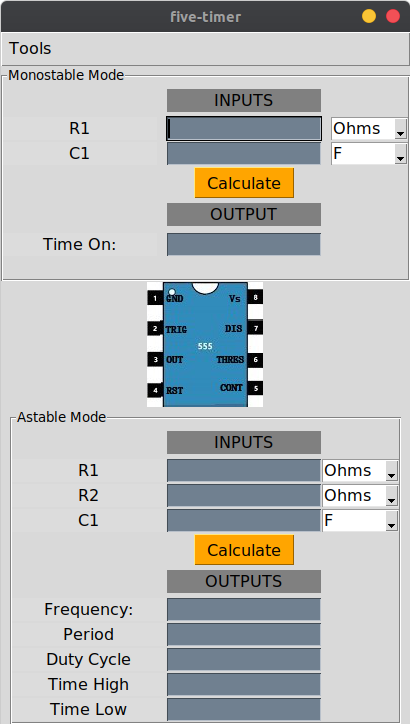 five-timer
Tools
Monostable Mode
INPUTS
R1 Ohms
C1 F
Calculate
OUTPUT
Time On:
1 GND Vs 8
2 TRIG DIS 7
555
3 OUT THRES 6
4 RST CONT 5
Astable Mode
INPUTS
R1 Ohms
R2 Ohms
C1 F
Calculate
OUTPUTS
Frequency:
Period
Duty Cycle
Time High
Time Low